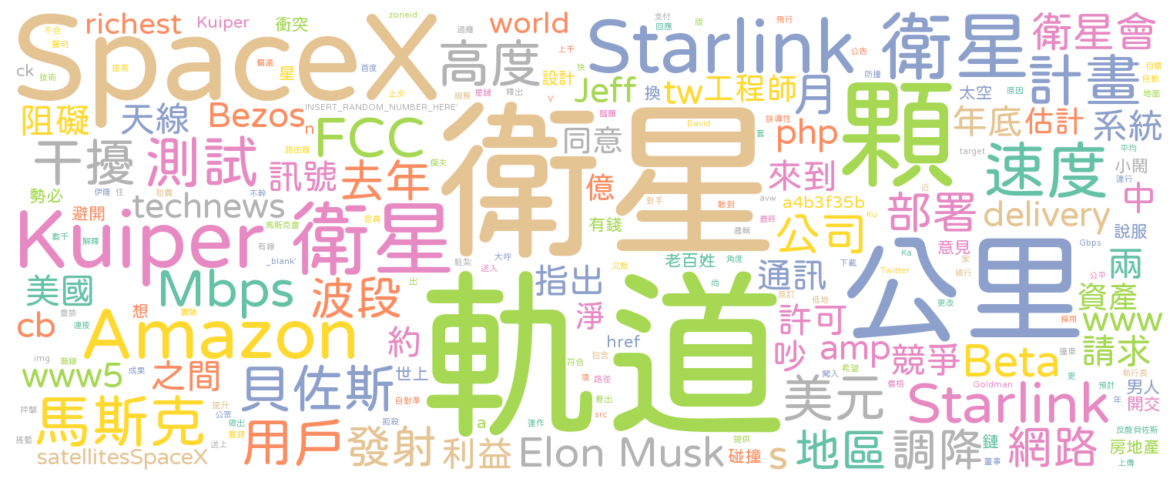 richest Kuiper 衝突 world
SpaceX
Starlink 衛星
衛星會
高度 設計 Jeff 換 tw 工程師 月
計畫
阻礙 天線 Bezos
INSERT_RANDOM_NUMBER_HERE'
FCC 同意 php 顆 太空 年底 估計 系統
David
干擾 測試 訊號 去年 衛星 億 來到 速度 小鬧
target
勢必 避開 technews 有錢 a4b3f35b 部署 delivery 中
Kuiper 衛星
公司 意見 說服
_blank'
Gbps
老百姓 通訊 公里 兩
美國 Mbps 波段 指出 軌道
Twitter
資產
cb 想 Amazon 約 淨 許可 www
href
img
www5 之間 貝佐斯 世上 吵 amp 競爭 Beta 請求
Goldman
馬斯克 自對準 美元 Starlink 男人
開交
src
a
用戶 發射 利益 Elon Musk 碰撞 s 地區 調降 鏈 網路 房地產
satellitesSpaceX